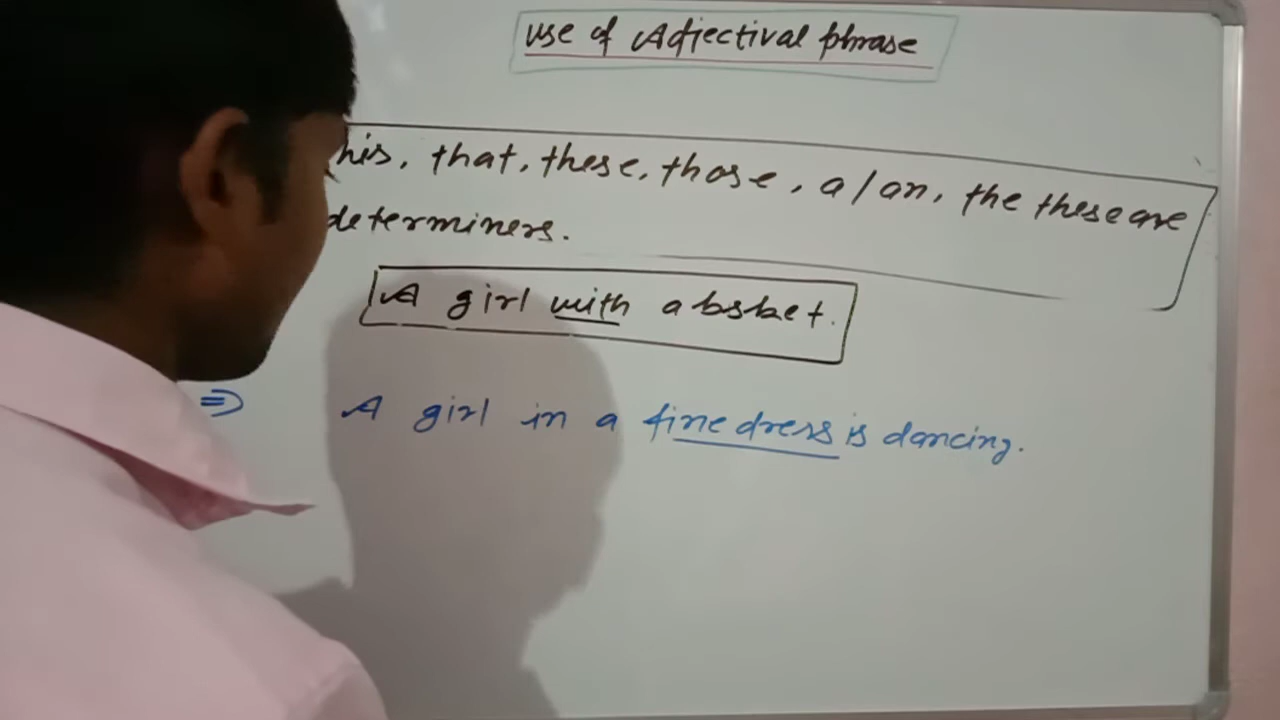 use of Adjectival phrase
his, that, these, those, a/an, the these are
determiners.
A girl with a bsket.
⇒ A girl in a fine dress is dancing.